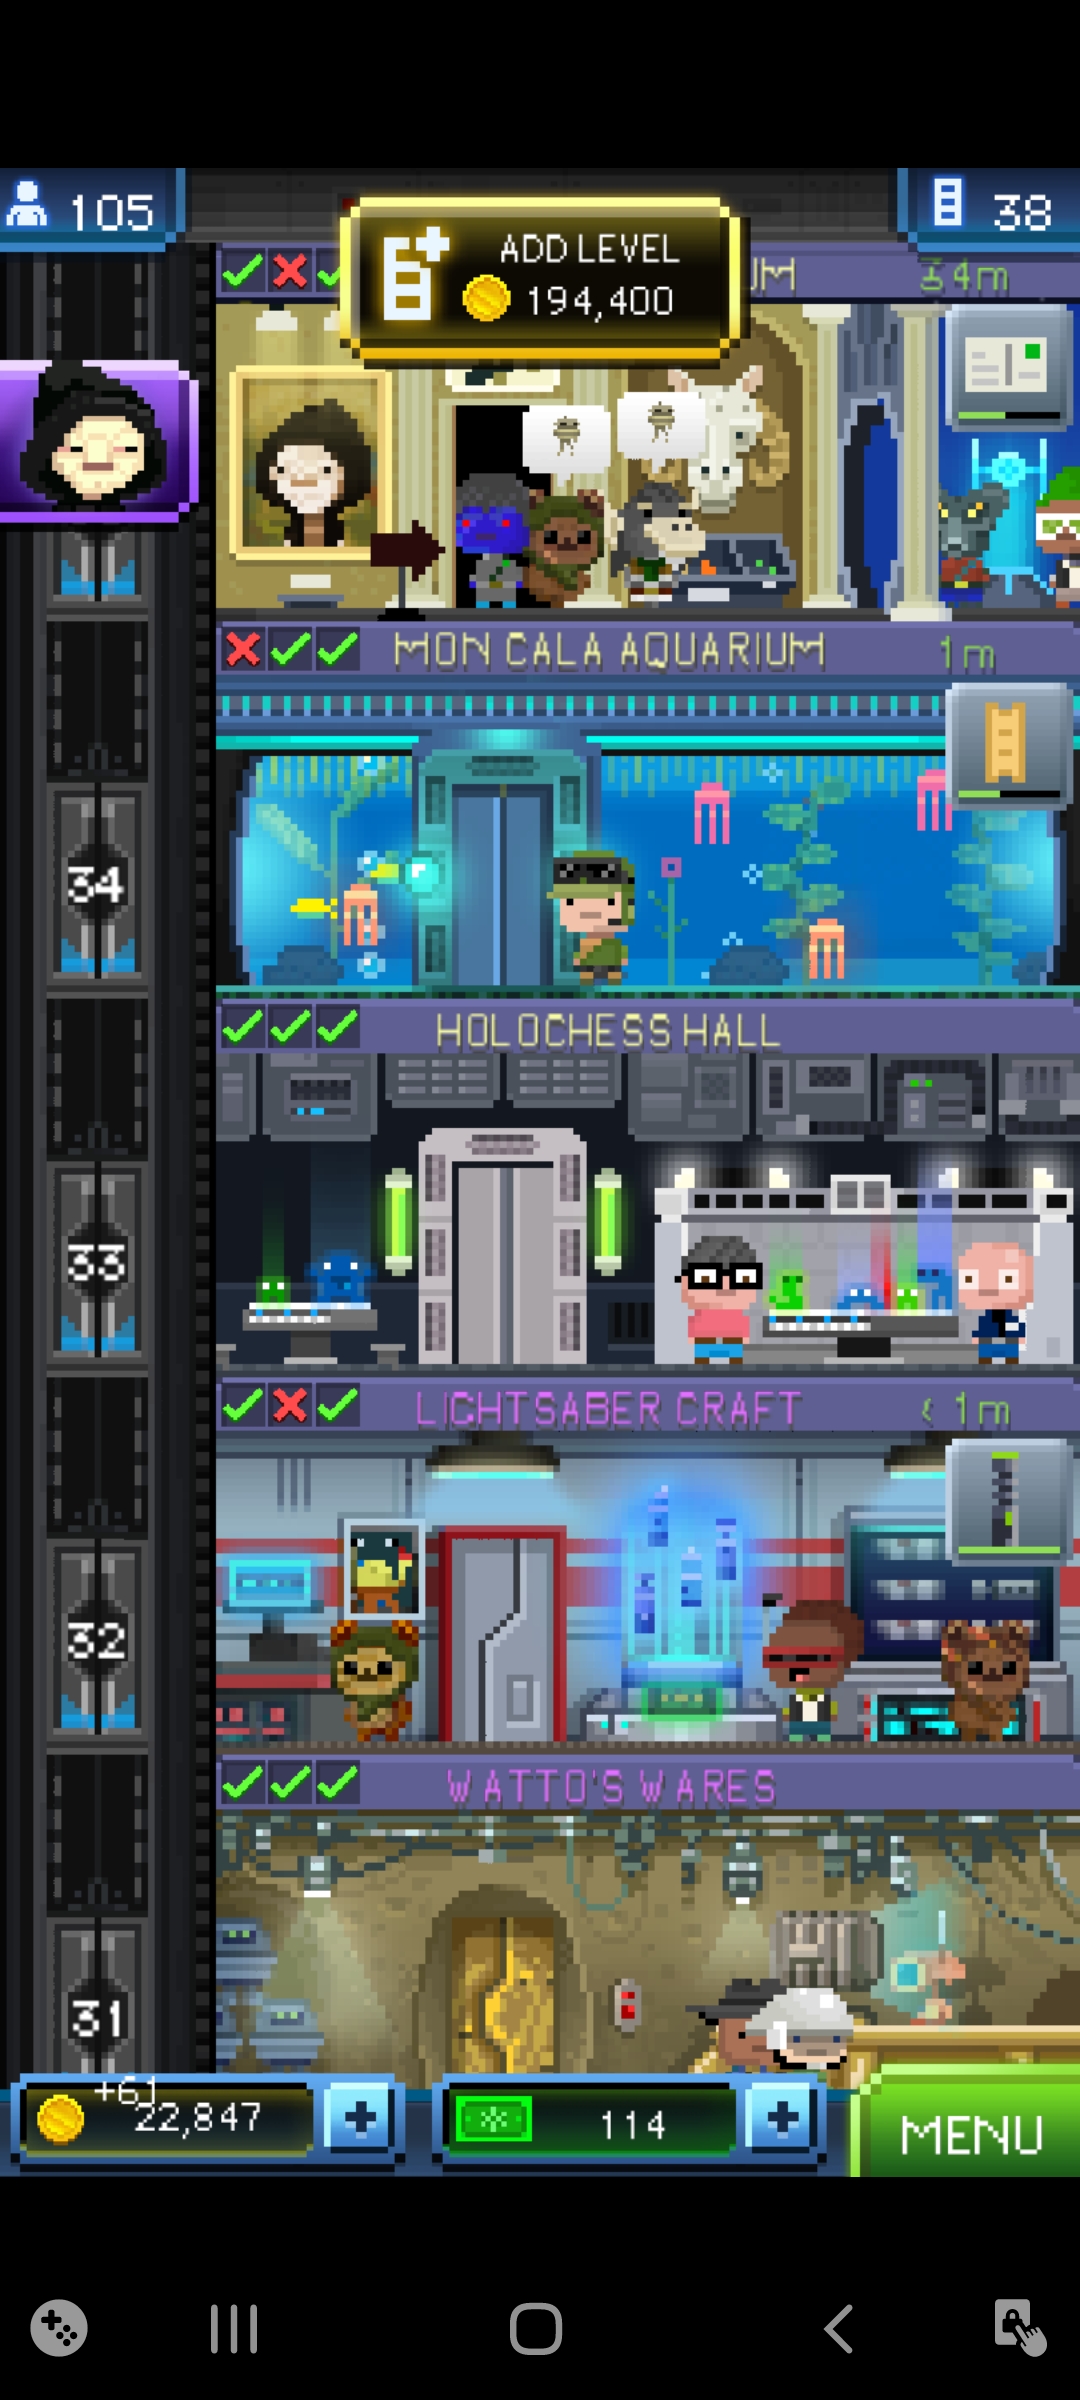 105
38
ADD LEVEL
194,400
UM
34m
MON CALA AQUARIUM 1m
34
HOLOCHESS HALL
33
LIGHTSABER CRAFT < 1m
32
WATTO'S WARES
31
+61
22,847
114
MENU